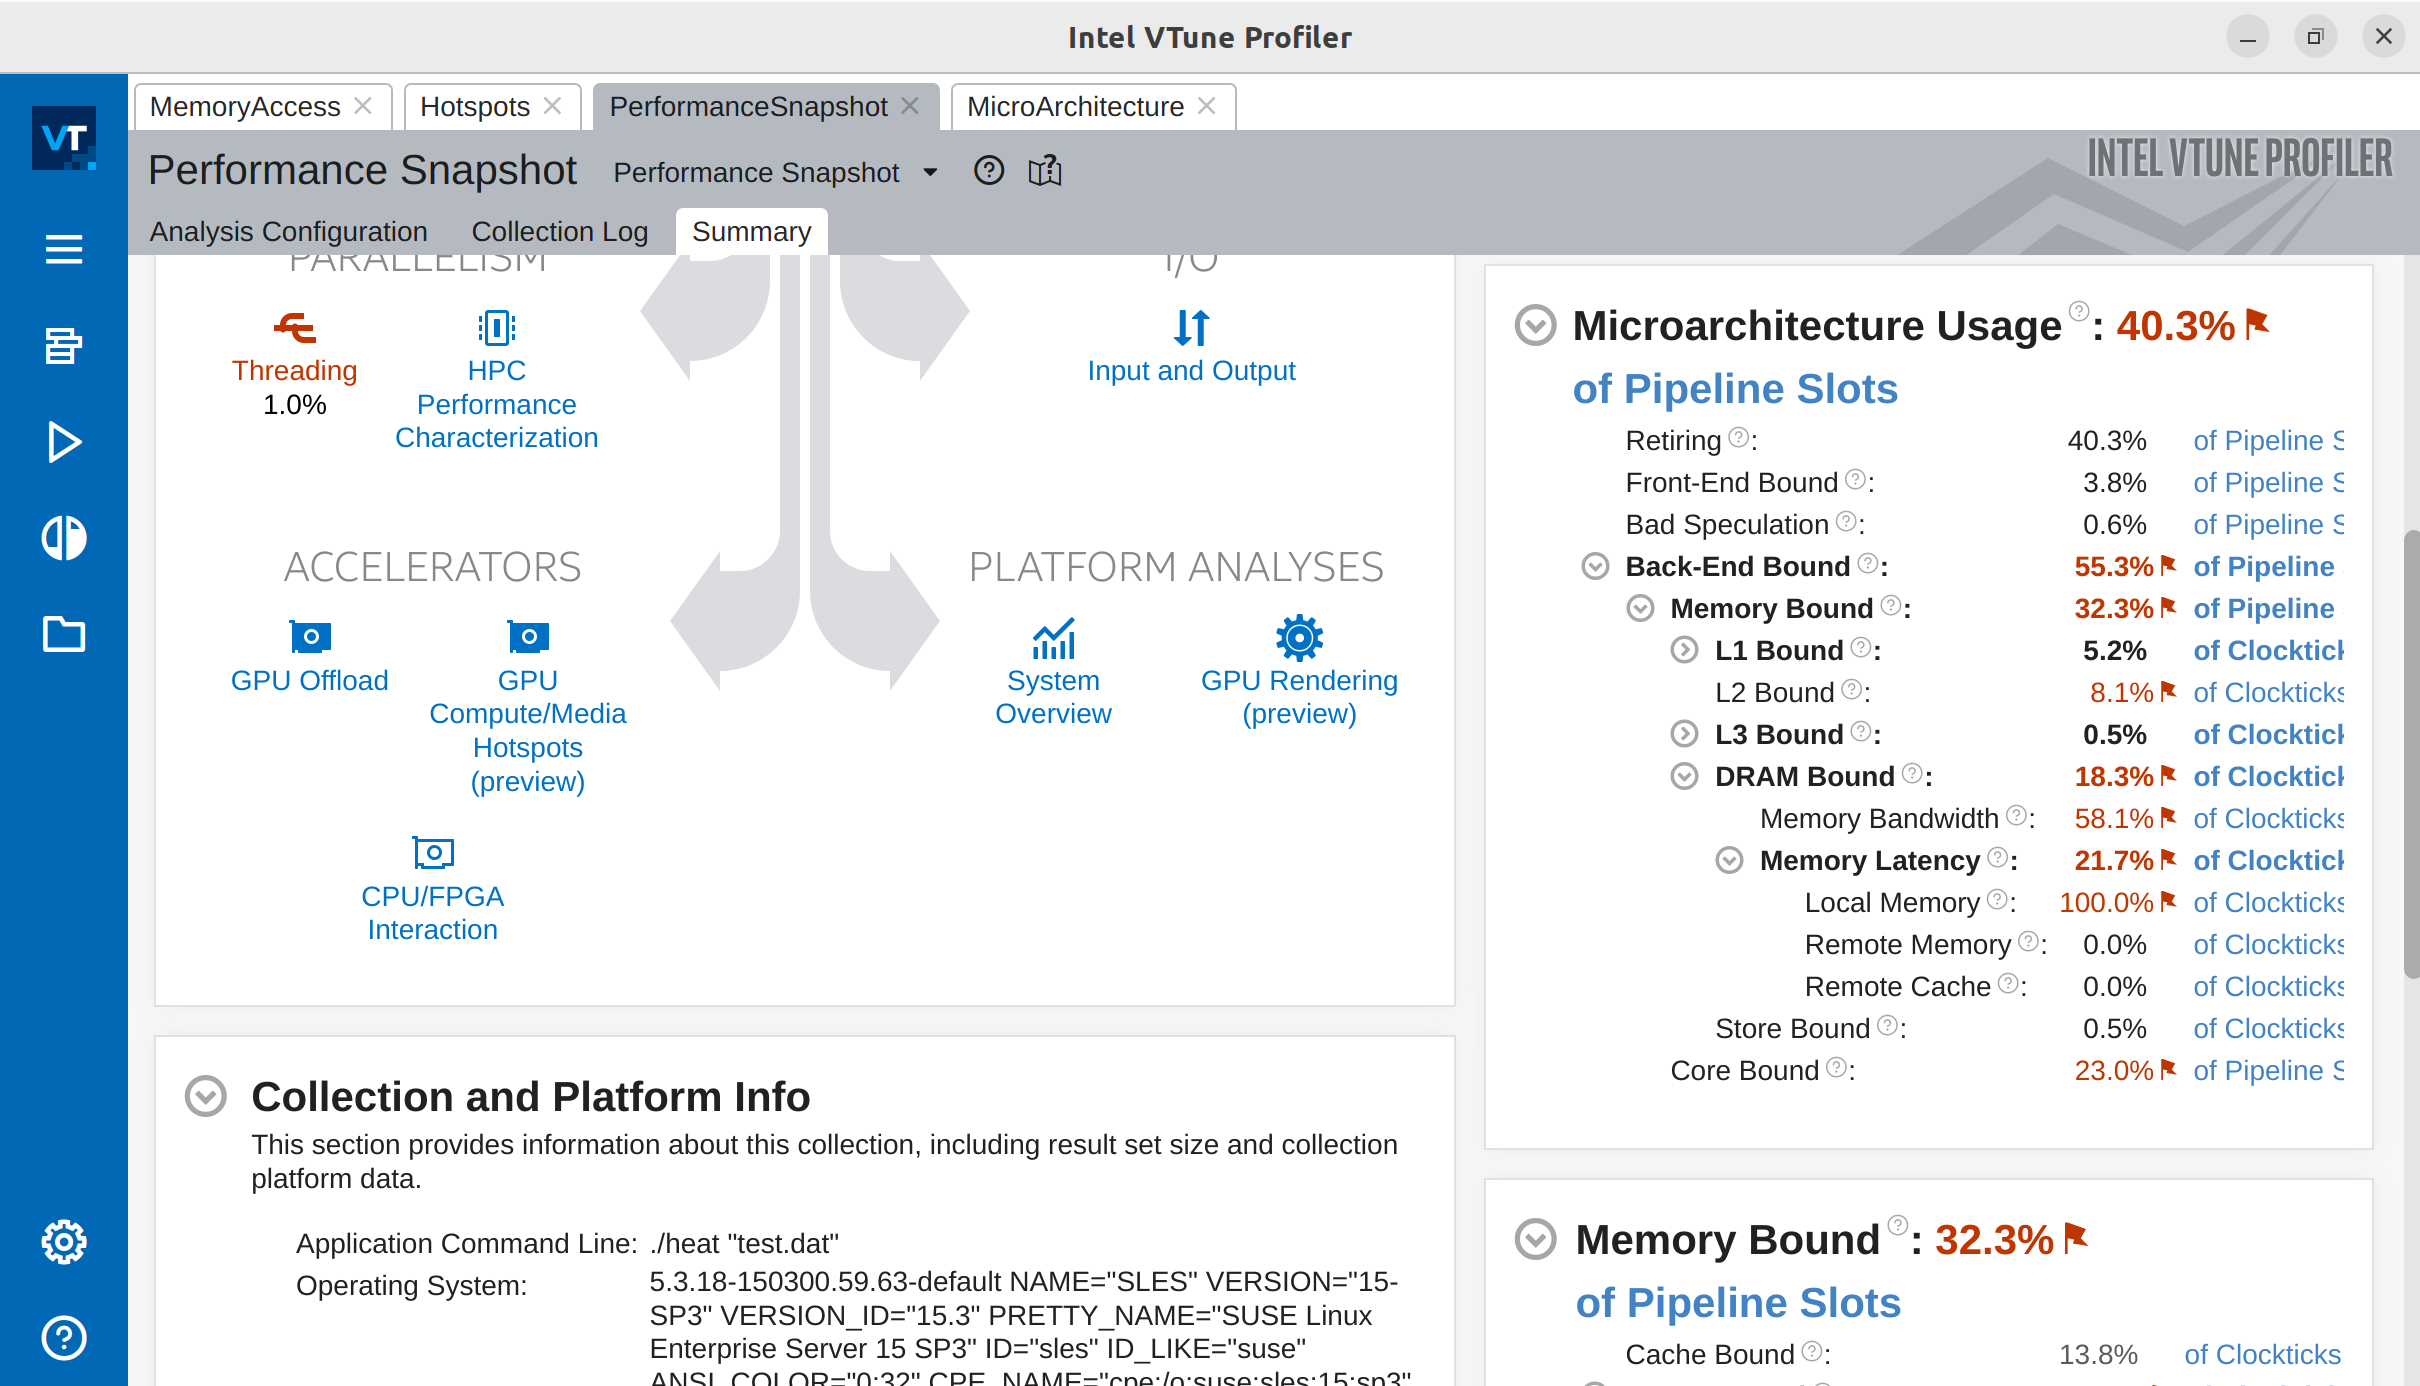 Intel VTune Profiler
MemoryAccess
Hotspots
PerformanceSnapshot
MicroArchitecture
VT
Performance Snapshot
Performance Snapshot
INTEL VTUNE PROFILER
Analysis Configuration
Collection Log
Summary
PARALLELISM
I/O
Threading
1.0%
HPC
Performance
Characterization
Input and Output
ACCELERATORS
PLATFORM ANALYSES
GPU Offload
GPU
Compute/Media
Hotspots
(preview)
System
Overview
GPU Rendering
(preview)
CPU/FPGA
Interaction
Collection and Platform Info
This section provides information about this collection, including result set size and collection
platform data.
Application Command Line: ./heat "test.dat"
Operating System: 5.3.18-150300.59.63-default NAME="SLES" VERSION="15-
SP3" VERSION_ID="15.3" PRETTY_NAME="SUSE Linux
Enterprise Server 15 SP3" ID="sles" ID_LIKE="suse"
ANSI_COLOR="0;32" CPE_NAME="cpe:/o:suse:sles:15:sp3"
Microarchitecture Usage: 40.3%
of Pipeline Slots
Retiring: 40.3% of Pipeline S
Front-End Bound: 3.8% of Pipeline S
Bad Speculation: 0.6% of Pipeline S
Back-End Bound: 55.3% of Pipeline
Memory Bound: 32.3% of Pipeline
L1 Bound: 5.2% of Clocktick
L2 Bound: 8.1% of Clockticks
L3 Bound: 0.5% of Clocktick
DRAM Bound: 18.3% of Clocktick
Memory Bandwidth: 58.1% of Clockticks
Memory Latency: 21.7% of Clocktick
Local Memory: 100.0% of Clockticks
Remote Memory: 0.0% of Clockticks
Remote Cache: 0.0% of Clockticks
Store Bound: 0.5% of Clockticks
Core Bound: 23.0% of Pipeline S
Memory Bound: 32.3%
of Pipeline Slots
Cache Bound: 13.8% of Clockticks